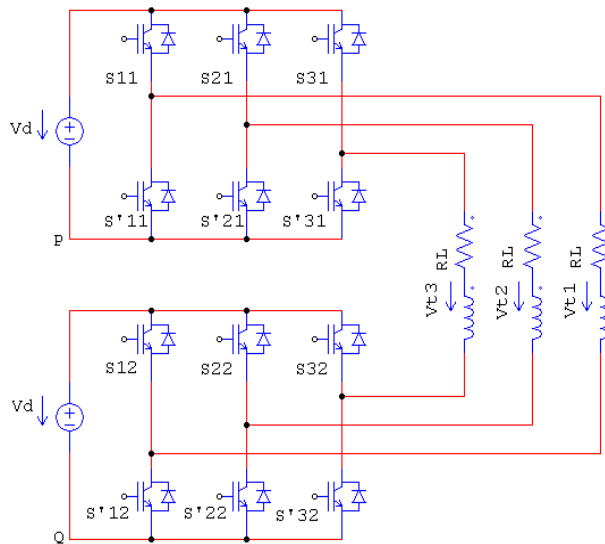 S11 S21 S31
Vd
S'11 S'21 S'31
P
RL RL RL
Vt3 Vt2 Vt1
S12 S22 S32
Vd
S'12 S'22 S'32
Q